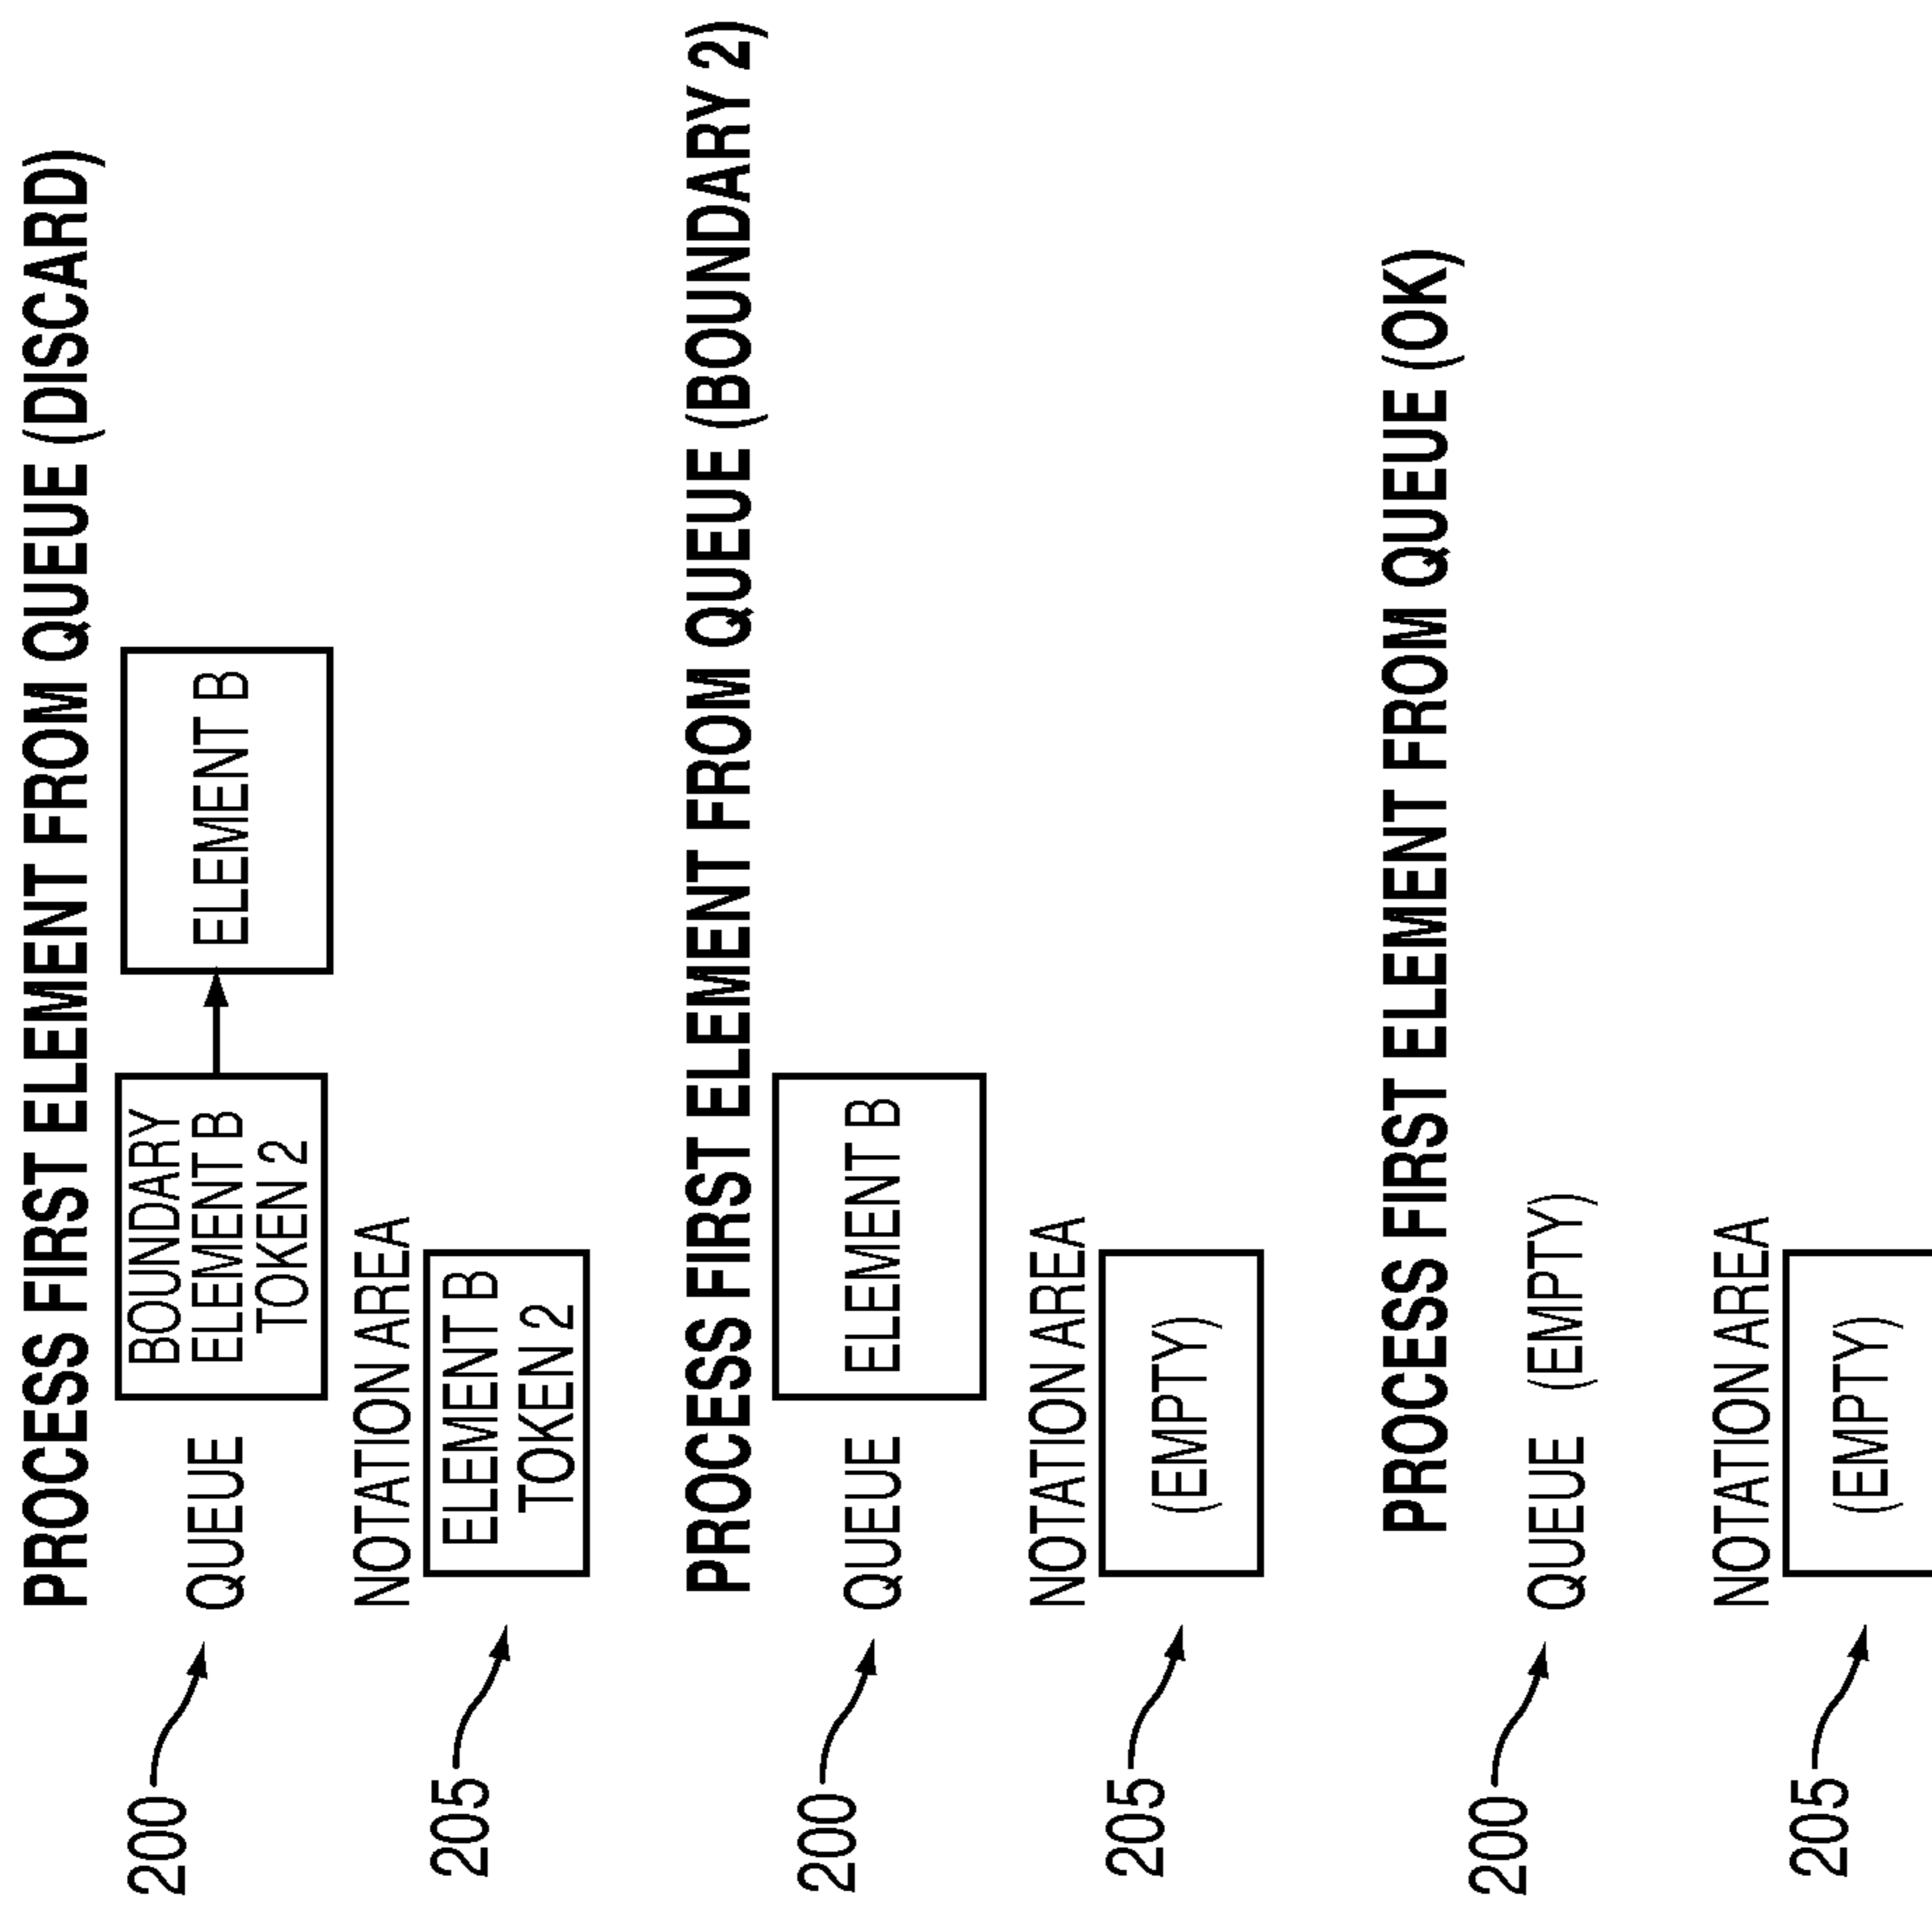 PROCESS FIRST ELEMENT FROM QUEUE (DISCARD)
200
QUEUE
BOUNDARY
ELEMENT B
TOKEN 2
ELEMENT B
NOTATION AREA
205
ELEMENT B
TOKEN 2
PROCESS FIRST ELEMENT FROM QUEUE (BOUNDARY 2)
200
QUEUE
ELEMENT B
NOTATION AREA
205
(EMPTY)
PROCESS FIRST ELEMENT FROM QUEUE (OK)
200
QUEUE (EMPTY)
NOTATION AREA
205
(EMPTY)